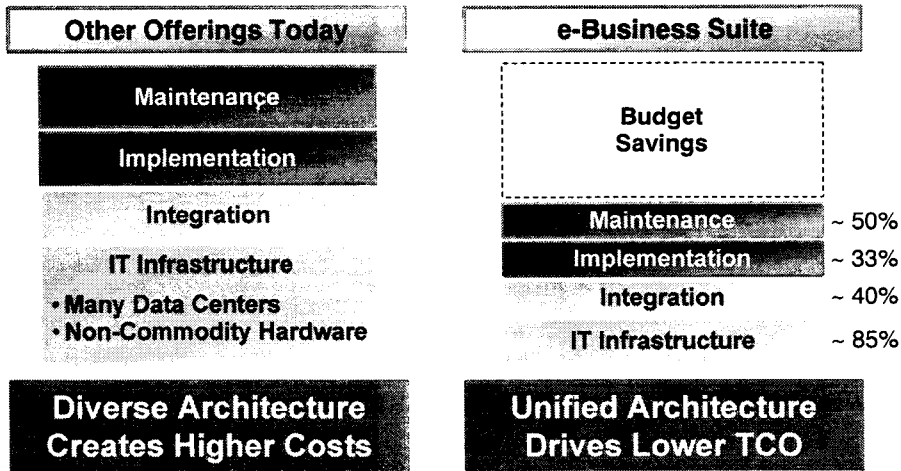 Other Offerings Today
Maintenance
Implementation
Integration
IT Infrastructure
• Many Data Centers
• Non-Commodity Hardware
Diverse Architecture
Creates Higher Costs
e-Business Suite
Budget
Savings
Maintenance ~ 50%
Implementation ~ 33%
Integration ~ 40%
IT Infrastructure ~ 85%
Unified Architecture
Drives Lower TCO